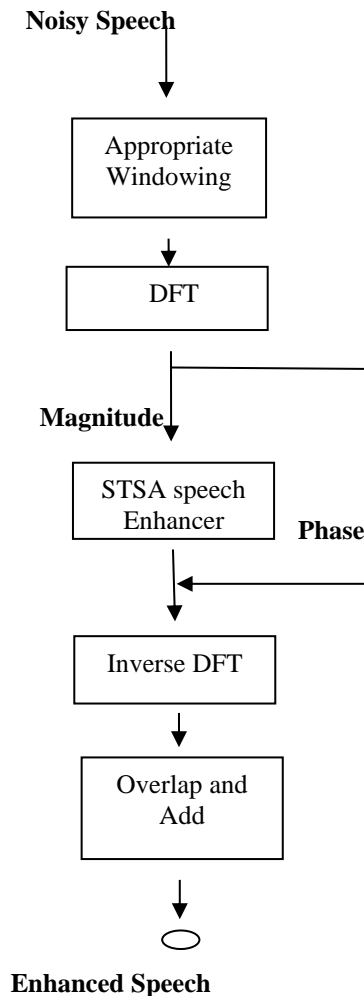 Noisy Speech
Appropriate
Windowing
DFT
Magnitude
STSA speech
Enhancer
Phase
Inverse DFT
Overlap and
Add
Enhanced Speech